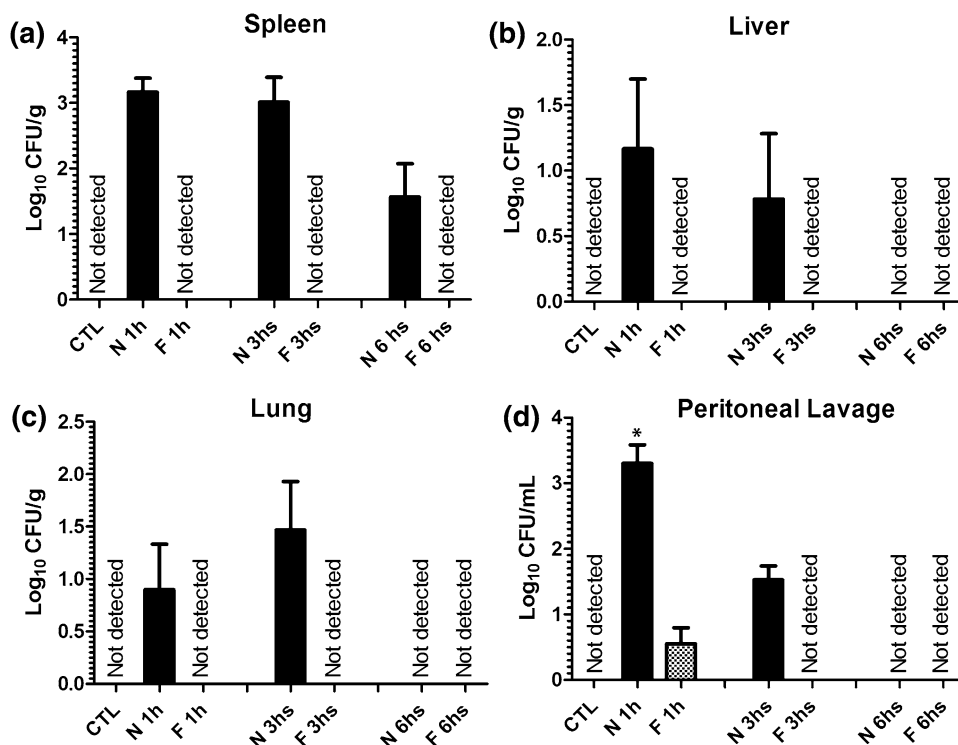 (a) Spleen
Log₁₀ CFU/g
4
3
2
1
0
Not detected
Not detected
Not detected
Not detected
CTL N 1h F 1h N 3hs F 3hs N 6 hs F 6 hs
(b) Liver
Log₁₀ CFU/g
2.0
1.5
1.0
0.5
0.0
Not detected
Not detected
Not detected
Not detected
Not detected
CTL N 1h F 1h N 3hs F 3hs N 6hs F 6hs
(c) Lung
Log₁₀ CFU/g
2.5
2.0
1.5
1.0
0.5
0.0
Not detected
Not detected
Not detected
Not detected
Not detected
CTL N 1h F 1h N 3hs F 3hs N 6hs F 6hs
(d) Peritoneal Lavage
Log₁₀ CFU/mL
4
3
2
1
0
*
Not detected
Not detected
Not detected
Not detected
CTL N 1h F 1h N 3hs F 3hs N 6hs F 6hs